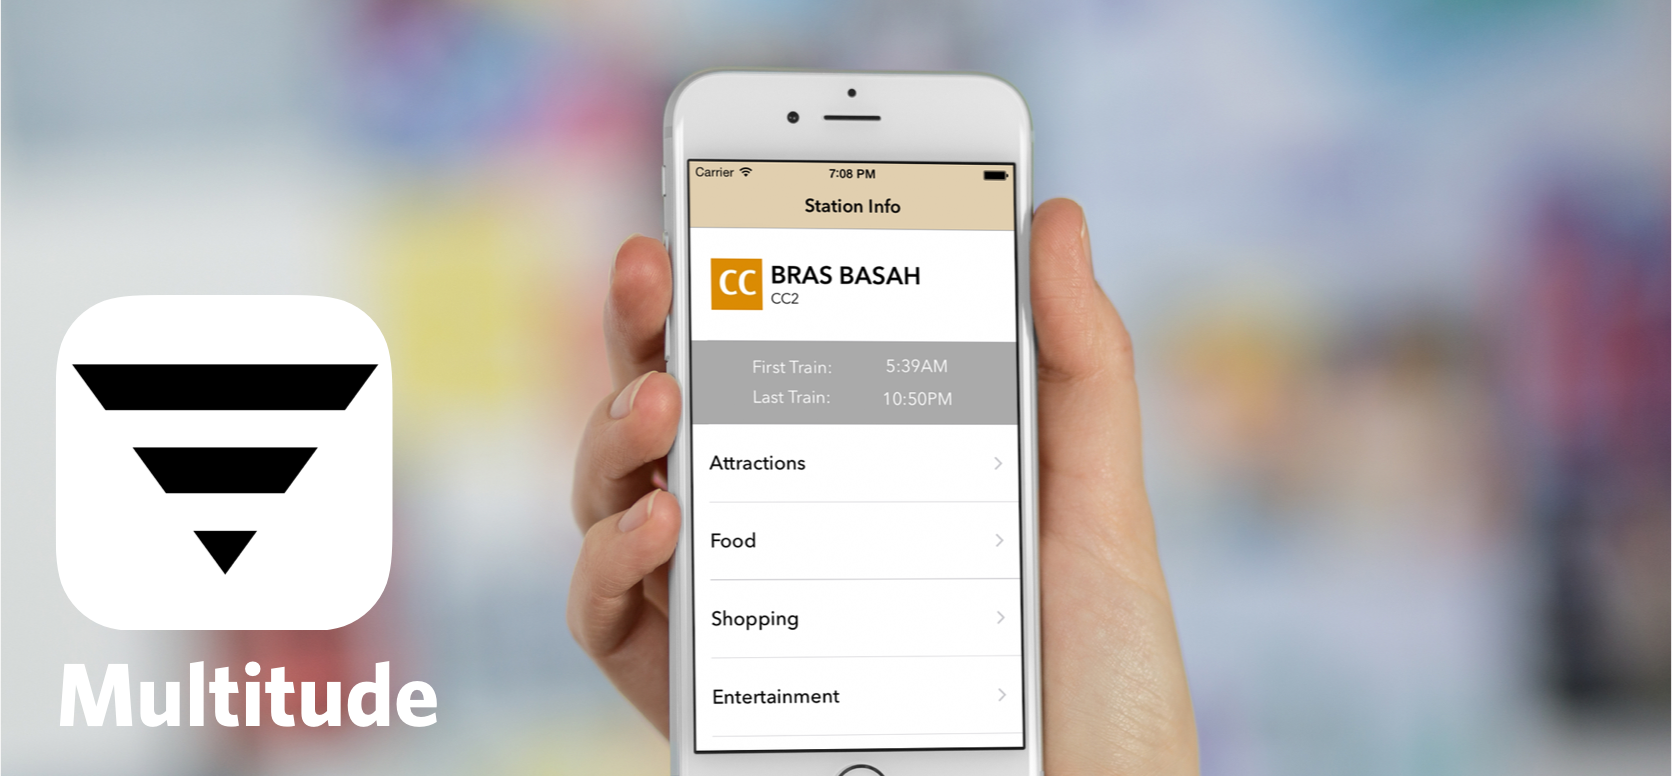 Carrier 7:08 PM
Station Info
CC BRAS BASAH
CC2
First Train: 5:39AM
Last Train: 10:50PM
Attractions
Food
Shopping
Entertainment
Multitude